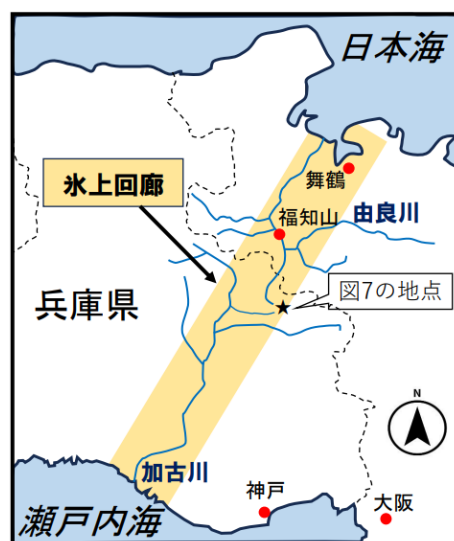 日本海
氷上回廊
舞鶴
福知山
由良川
兵庫県
図7の地点
N
加古川
神戸
大阪
瀬戸内海